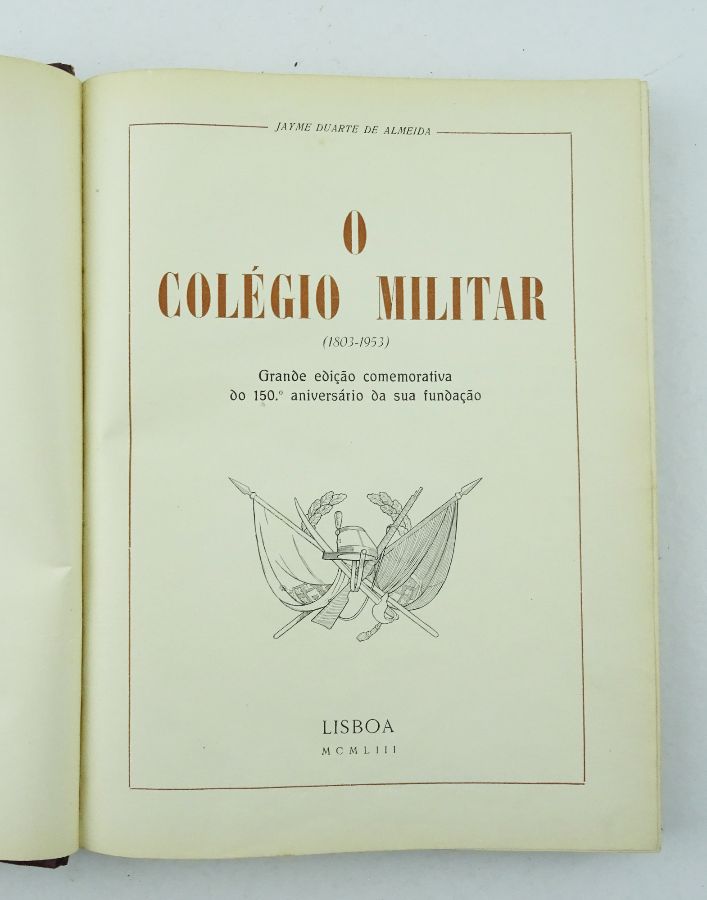 JAYME DUARTE DE ALMEIDA
O
COLÉGIO MILITAR
(1803-1953)
Grande edição comemorativa
do 150.º aniversário da sua fundação
LISBOA
MCMLIII